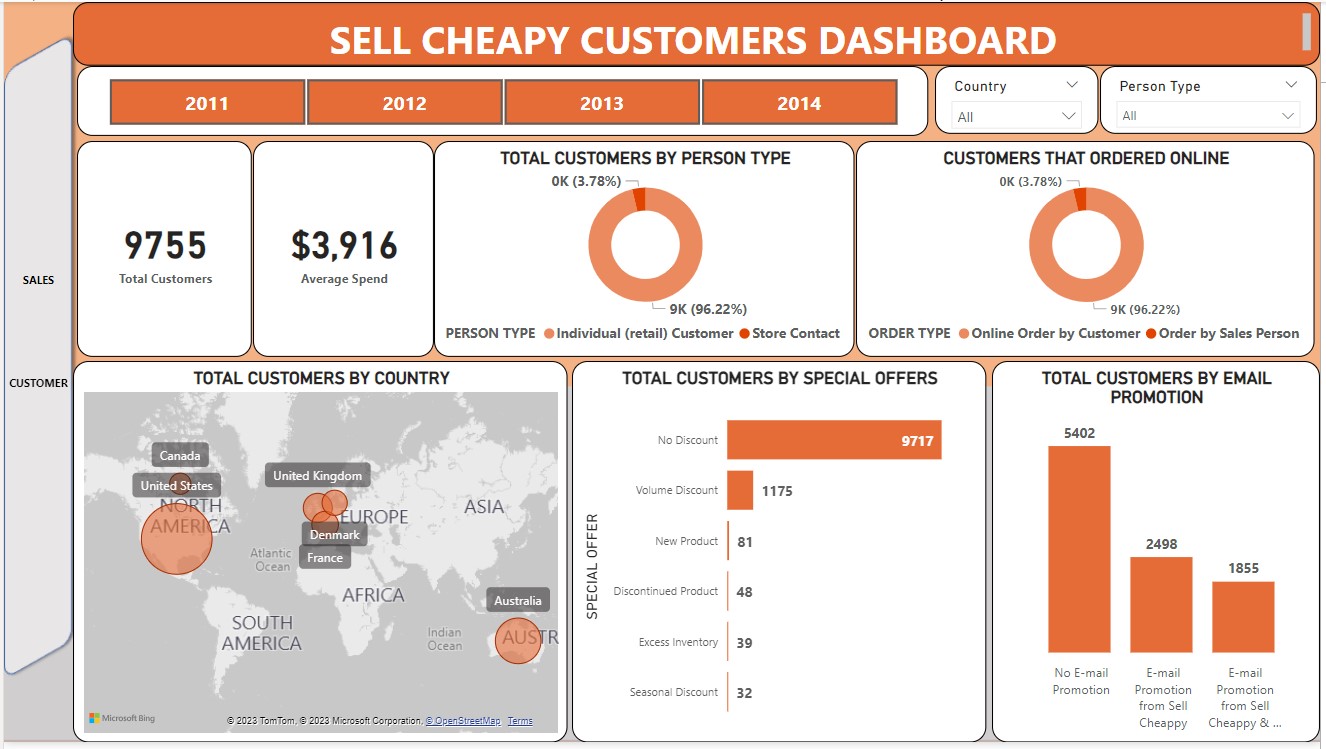 SELL CHEAPY CUSTOMERS DASHBOARD
2011
2012
2013
2014
Country
All
Person Type
All
SALES
CUSTOMER
9755
Total Customers
$3,916
Average Spend
TOTAL CUSTOMERS BY PERSON TYPE
0K (3.78%)
9K (96.22%)
PERSON TYPE Individual (retail) Customer Store Contact
CUSTOMERS THAT ORDERED ONLINE
0K (3.78%)
9K (96.22%)
ORDER TYPE Online Order by Customer Order by Sales Person
TOTAL CUSTOMERS BY COUNTRY
Canada
United States
NORTH
AMERICA
United Kingdom
EUROPE
ASIA
Denmark
France
Atlantic
Ocean
AFRICA
Australia
AUSTR
SOUTH
AMERICA
Indian
Ocean
Microsoft Bing
© 2023 TomTom, © 2023 Microsoft Corporation, © OpenStreetMap Terms
TOTAL CUSTOMERS BY SPECIAL OFFERS
SPECIAL OFFER
No Discount 9717
Volume Discount 1175
New Product 81
Discontinued Product 48
Excess Inventory 39
Seasonal Discount 32
TOTAL CUSTOMERS BY EMAIL
PROMOTION
5402
2498
1855
No E-mail
Promotion
E-mail
Promotion
from Sell
Cheappy
E-mail
Promotion
from Sell
Cheappy & ...